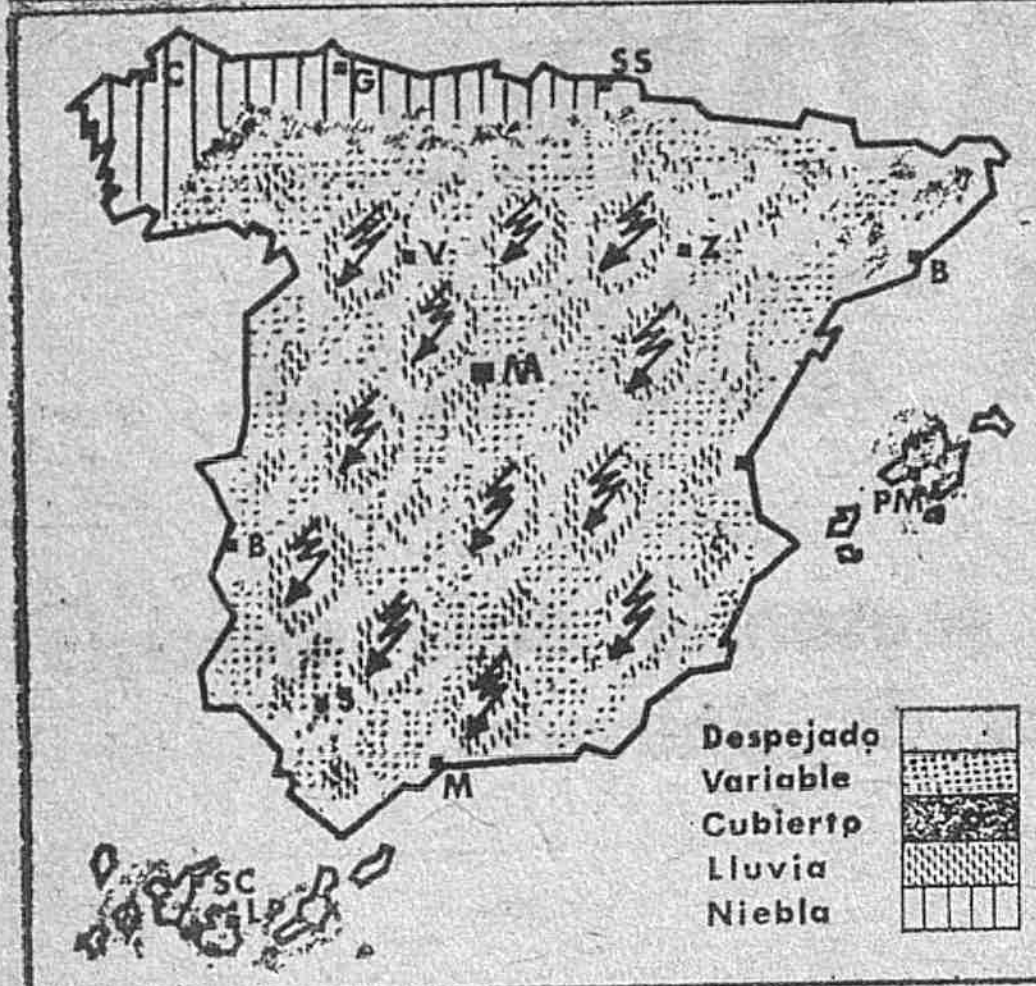 C
G
SS
V
Z
B
M
PM
B
S
M
SC
LP
Despejado
Variable
Cubierto
Lluvia
Niebla